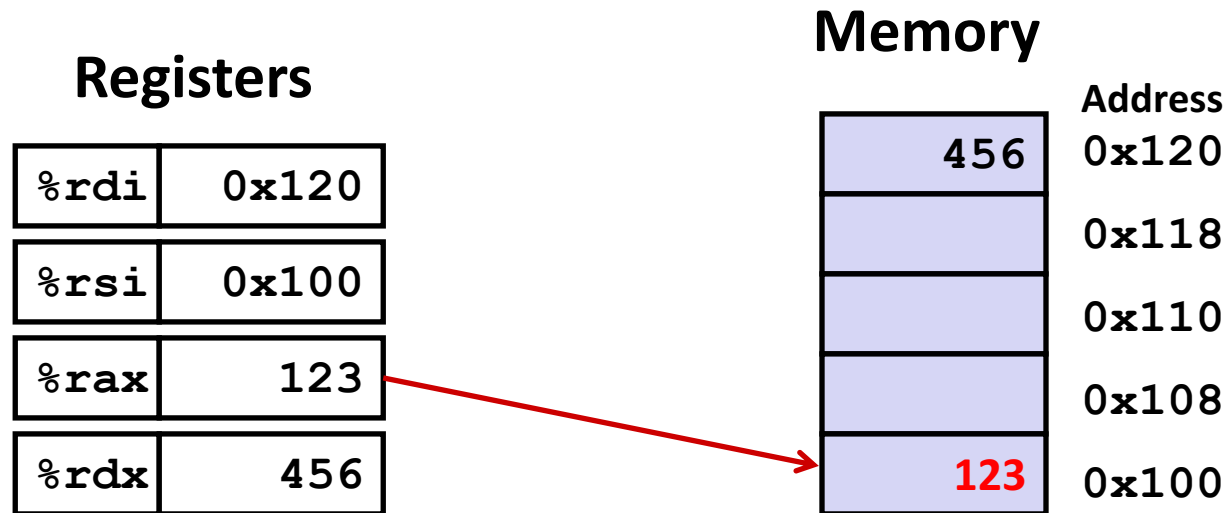 Registers
%rdi 0x120
%rsi 0x100
%rax 123
%rdx 456
Memory
Address
456 0x120
0x118
0x110
0x108
123 0x100